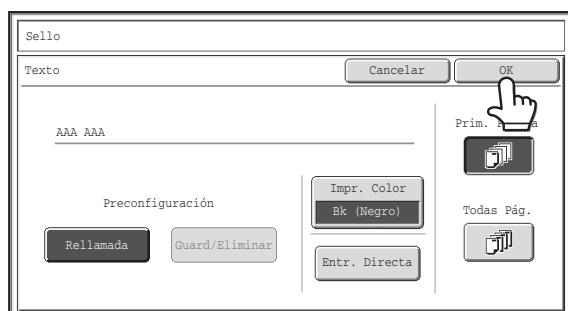 Sello
Texto
Cancelar
OK
AAA AAA
Prim.
Preconfiguración
Impr. Color
Bk (Negro)
Todas Pág.
Rellamada
Guard/Eliminar
Entr. Directa